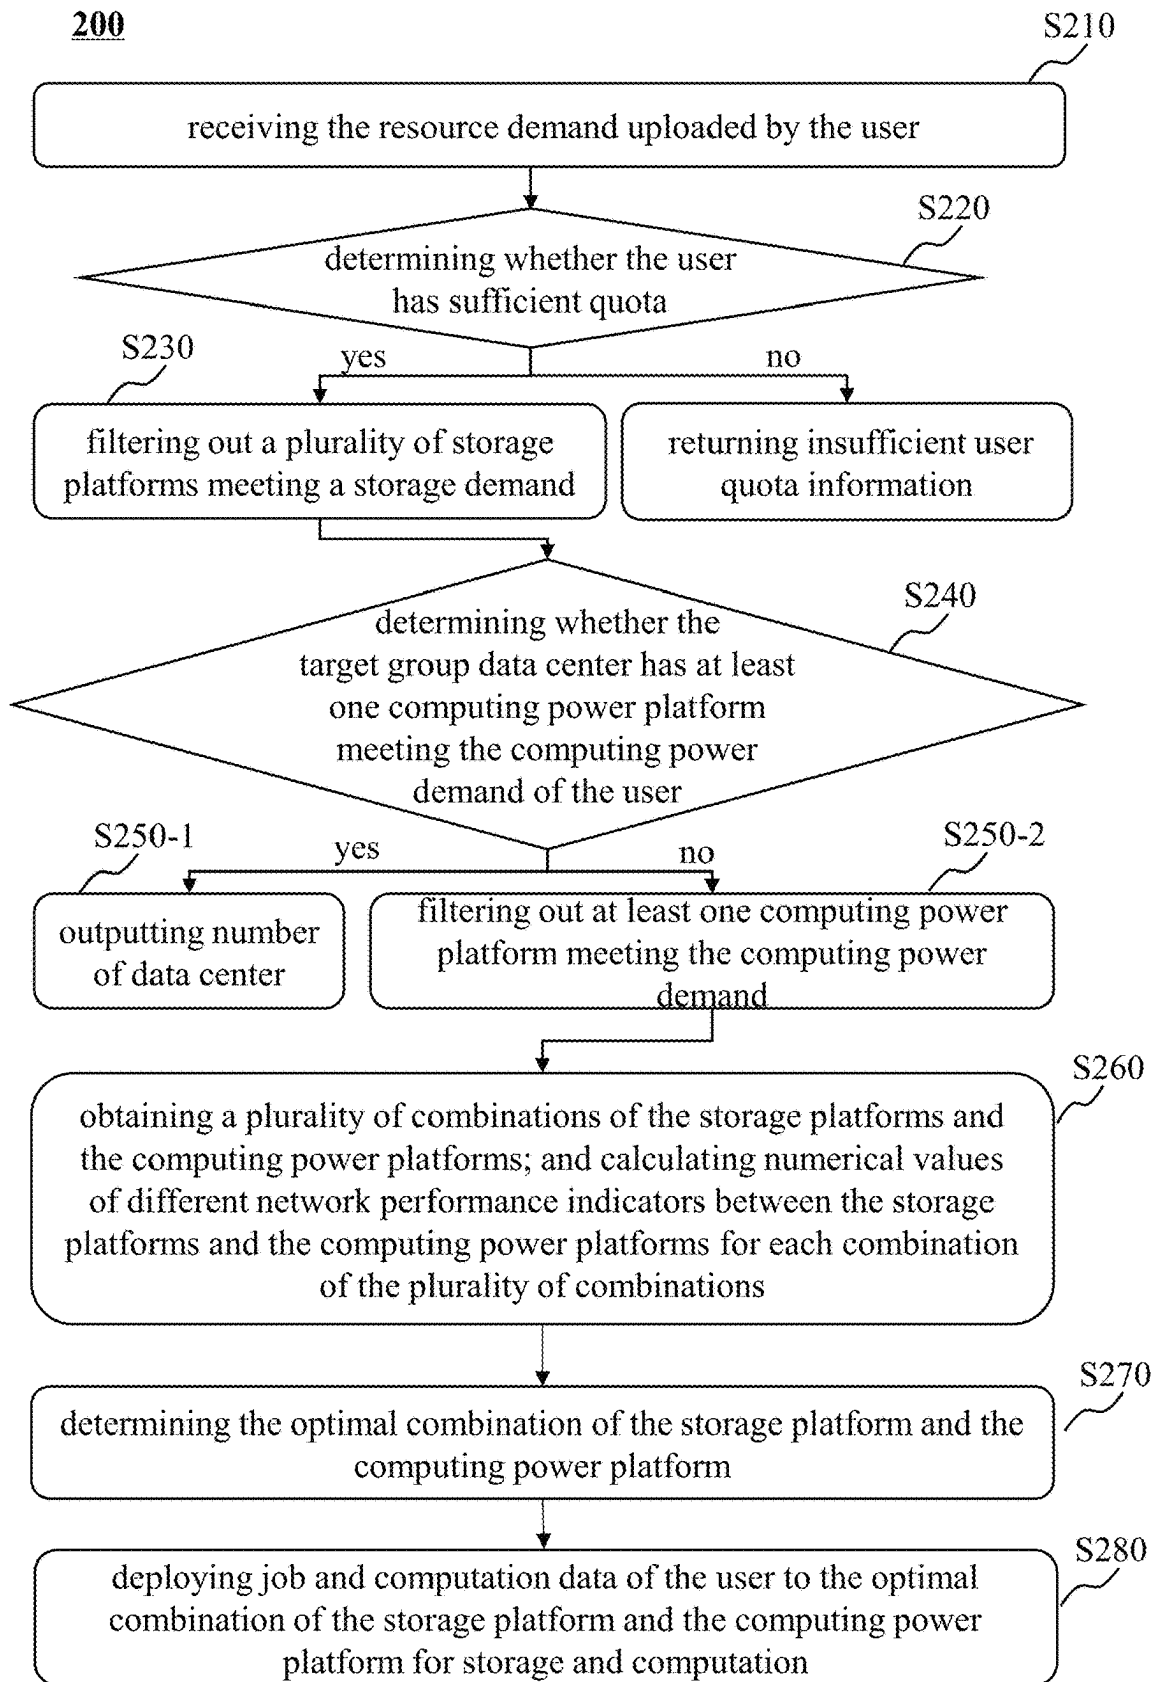 200
S210
receiving the resource demand uploaded by the user
S220
determining whether the user
has sufficient quota
S230
yes
no
filtering out a plurality of storage
platforms meeting a storage demand
returning insufficient user
quota information
S240
determining whether the
target group data center has at least
one computing power platform
meeting the computing power
demand of the user
S250-1
yes
no
S250-2
outputting number
of data center
filtering out at least one computing power
platform meeting the computing power
demand
S260
obtaining a plurality of combinations of the storage platforms and
the computing power platforms; and calculating numerical values
of different network performance indicators between the storage
platforms and the computing power platforms for each combination
of the plurality of combinations
S270
determining the optimal combination of the storage platform and the
computing power platform
S280
deploying job and computation data of the user to the optimal
combination of the storage platform and the computing power
platform for storage and computation